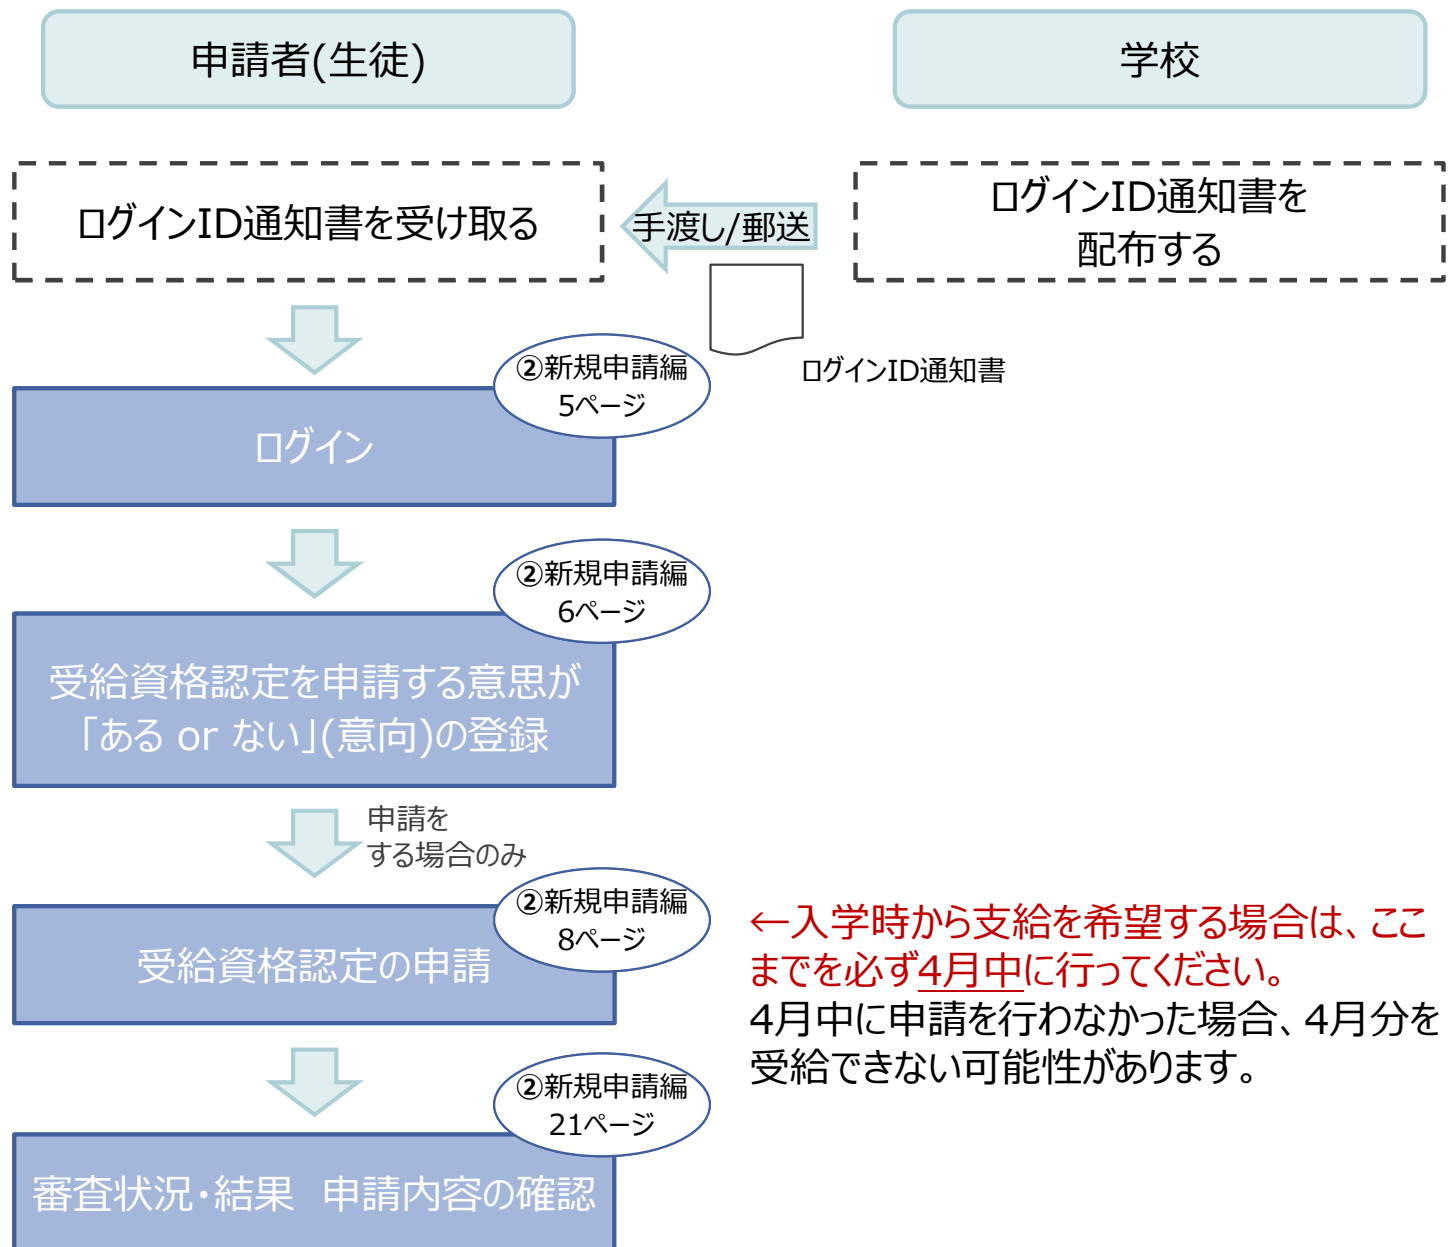 申請者(生徒)
学校
ログインID通知書を受け取る
手渡し/郵送
ログインID通知書を
配布する
ログインID通知書
②新規申請編
5ページ
ログイン
②新規申請編
6ページ
受給資格認定を申請する意思が
「ある or ない」(意向)の登録
申請を
する場合のみ
②新規申請編
8ページ
受給資格認定の申請
←入学時から支給を希望する場合は、ここ
までを必ず4月中に行ってください。
4月中に申請を行わなかった場合、4月分を
受給できない可能性があります。
②新規申請編
21ページ
審査状況・結果　申請内容の確認